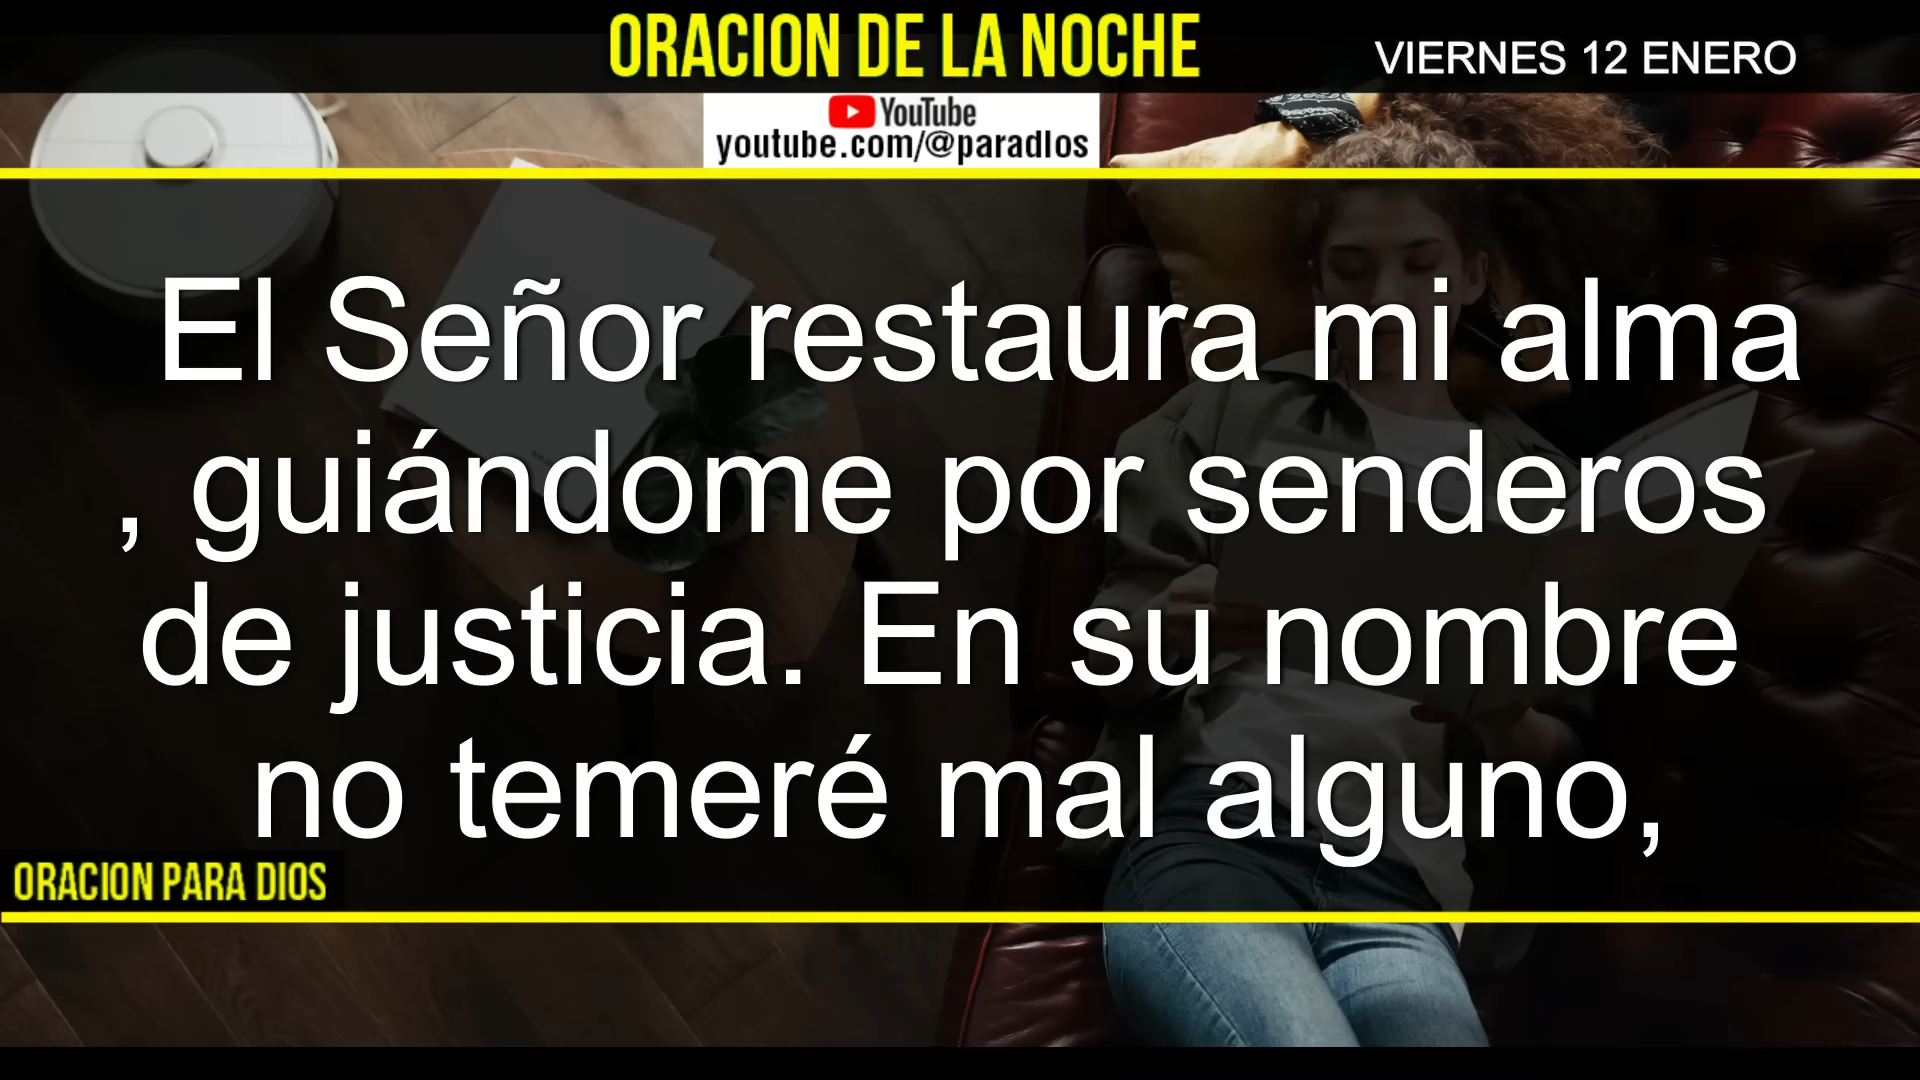 ORACION DE LA NOCHE
VIERNES 12 ENERO
YouTube
youtube.com/@paradIos
El Señor restaura mi alma
, guiándome por senderos
de justicia. En su nombre
no temeré mal alguno,
ORACION PARA DIOS